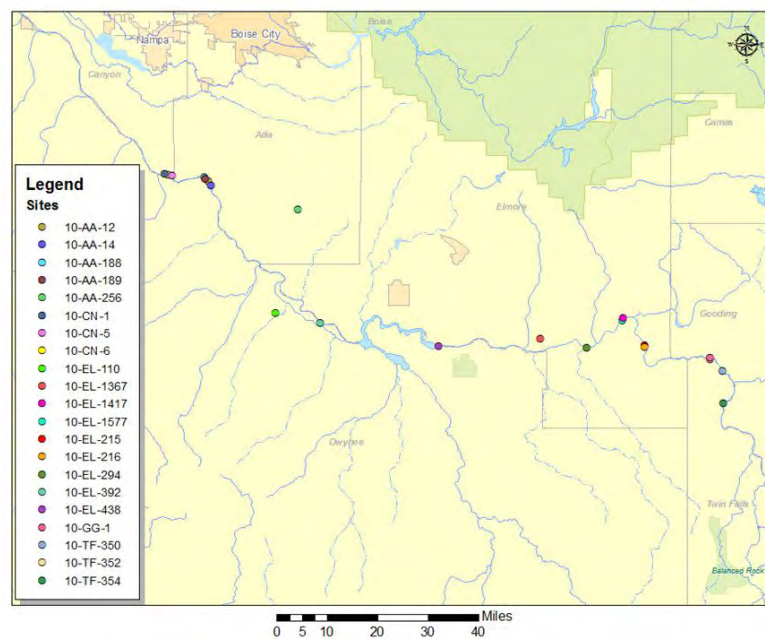 Boise
Nampa
Boise City
N
W E
S
Canyon
Ada
Camas
Elmore
Gooding
Owyhee
Twin Falls
Balanced Rock
Legend
Sites
10-AA-12
10-AA-14
10-AA-188
10-AA-189
10-AA-256
10-CN-1
10-CN-5
10-CN-6
10-EL-110
10-EL-1367
10-EL-1417
10-EL-1577
10-EL-215
10-EL-216
10-EL-294
10-EL-392
10-EL-438
10-GG-1
10-TF-350
10-TF-352
10-TF-354
Miles
0 5 10 20 30 40